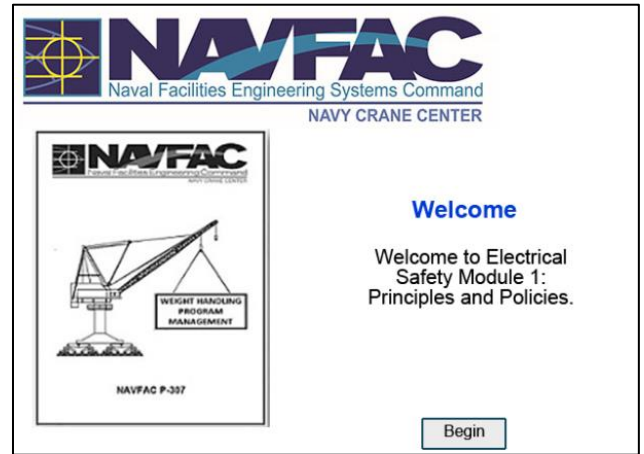 NAVFAC
Naval Facilities Engineering Systems Command
NAVY CRANE CENTER
NAVFAC
Naval Facilities Engineering Command
NAVY CRANE CENTER
WEIGHT HANDLING
PROGRAM
MANAGEMENT
NAVFAC P-307
Welcome
Welcome to Electrical
Safety Module 1:
Principles and Policies.
Begin